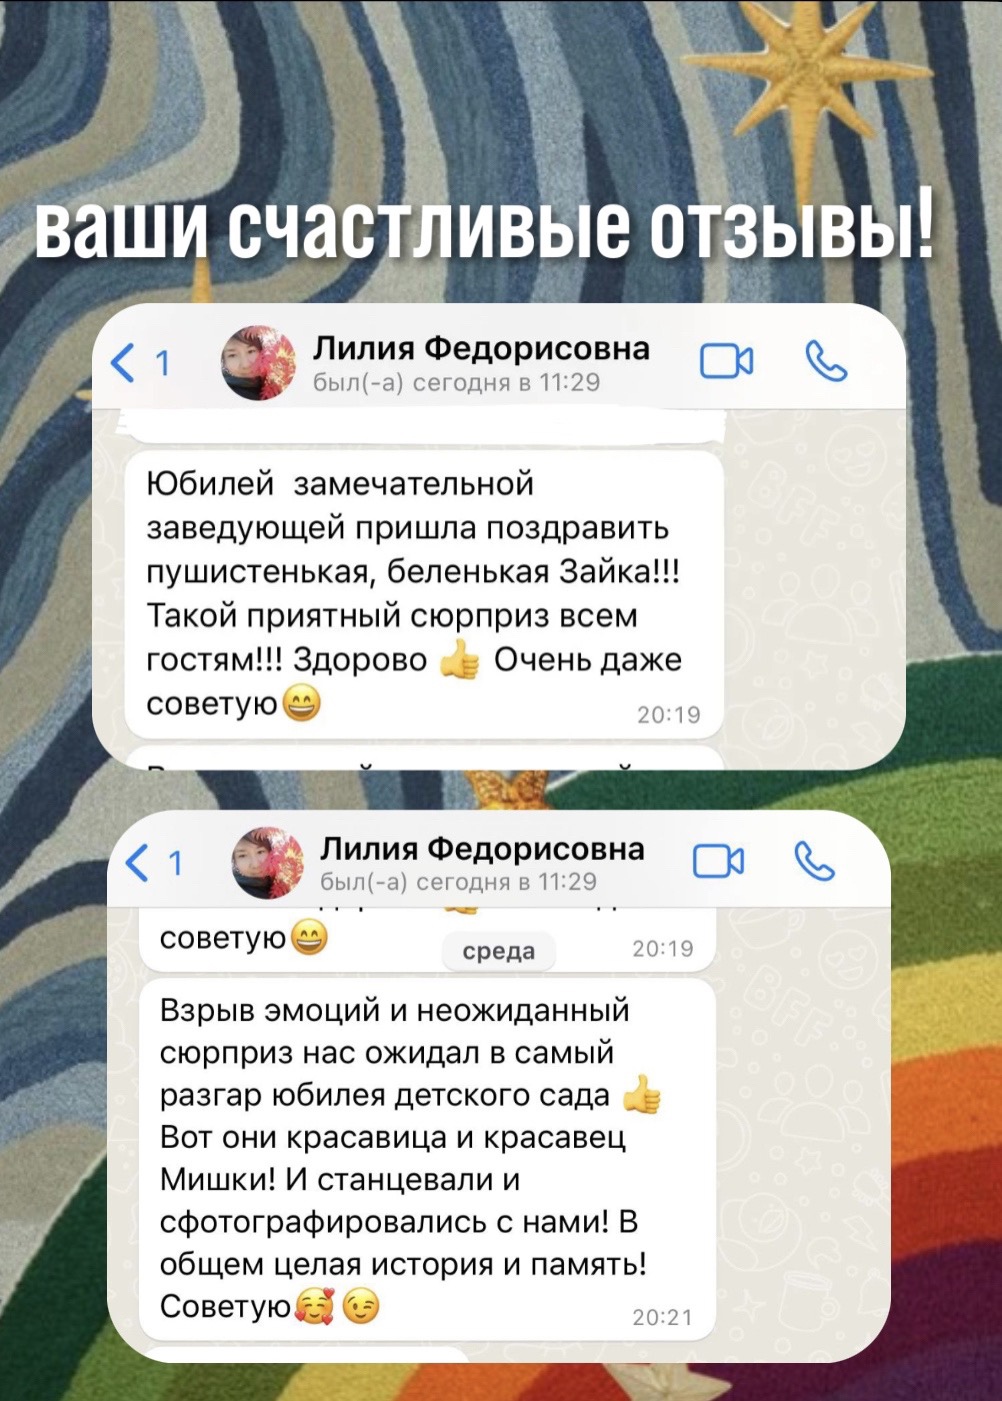 ваши счастливые отзывы!
1
Лилия Федорисовна
был(-а) сегодня в 11:29
Юбилей замечательной
заведующей пришла поздравить
пушистенькая, беленькая Зайка!!!
Такой приятный сюрприз всем
гостям!!! Здорово 👍 Очень даже
советую😄
20:19
1
Лилия Федорисовна
был(-а) сегодня в 11:29
советую😄
среда
20:19
Взрыв эмоций и неожиданный
сюрприз нас ожидал в самый
разгар юбилея детского сада 👍
Вот они красавица и красавец
Мишки! И станцевали и
сфотографировались с нами! В
общем целая история и память!
Советую🥰😉
20:21